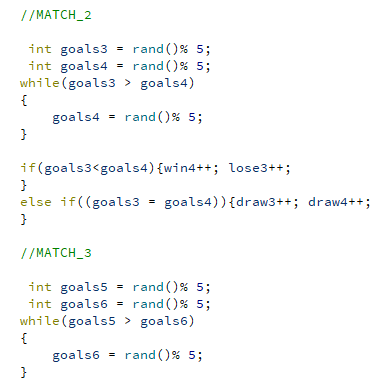 //MATCH_2
int goals3 = rand()% 5;
int goals4 = rand()% 5;
while(goals3 > goals4)
{
goals4 = rand()% 5;
}
if(goals3<goals4){win4++; lose3++;
}
else if((goals3 = goals4)){draw3++; draw4++;
}
//MATCH_3
int goals5 = rand()% 5;
int goals6 = rand()% 5;
while(goals5 > goals6)
{
goals6 = rand()% 5;
}